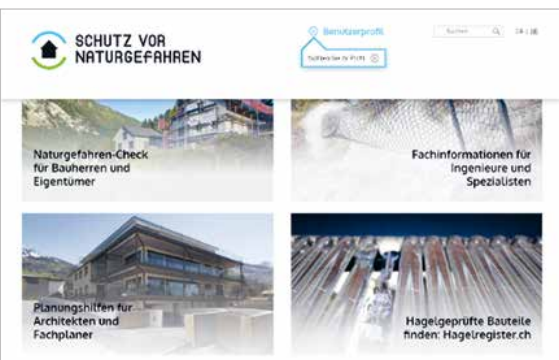 SCHUTZ VOR
NATURGEFAHREN
Benutzerprofil
Suchen
Naturgefahren-Check
für Bauherren und
Eigentümer
Fachinformationen für
Ingenieure und
Spezialisten
Planungshilfen für
Architekten und
Fachplaner
Hagelgeprüfte Bauteile
finden: Hagelregister.ch